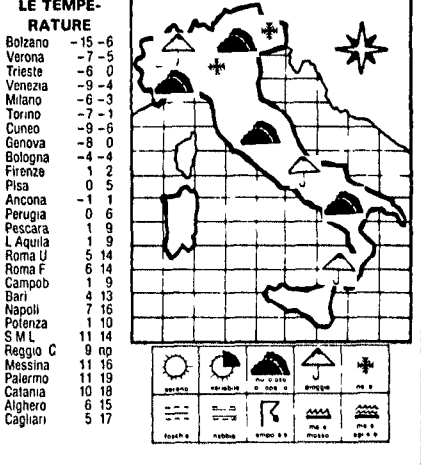 LE TEMPE-
RATURE
Bolzano -15 -6
Verona -7 -5
Trieste -6 0
Venezia -9 -4
Milano -6 -3
Torino -7 -1
Cuneo -9 -6
Genova -8 0
Bologna -4 -4
Firenze 1 2
Pisa 0 5
Ancona -1 1
Perugia 0 6
Pescara 1 9
L Aquila 1 9
Roma U 5 14
Roma F 6 14
Campob 1 9
Bari 4 13
Napoli 7 16
Potenza 1 10
S M L 11 14
Reggio C 9 np
Messina 11 16
Palermo 11 19
Catania 10 18
Alghero 6 15
Cagliari 5 17
sereno variabile pioggia
nebbia
mosso